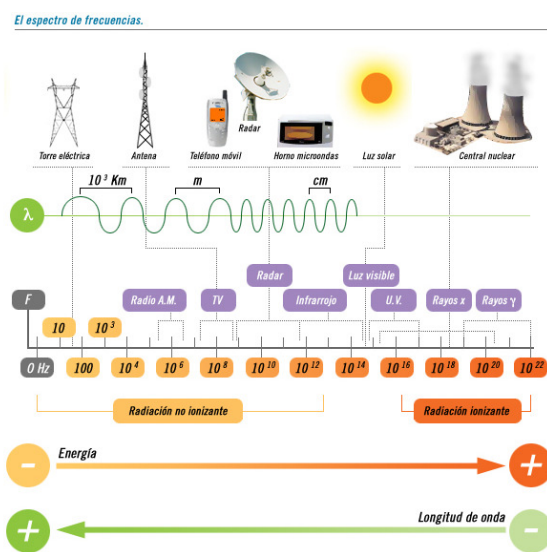 El espectro de frecuencias.
Radar
Torre eléctrica
Antena
Teléfono móvil
Horno microondas
Luz solar
Central nuclear
10³ Km
m
cm
λ
Radar
Luz visible
F
Radio A.M.
TV
Infrarrojo
U.V.
Rayos x
Rayos γ
10
10³
0 Hz
100
10⁴
10⁶
10⁸
10¹⁰
10¹²
10¹⁴
10¹⁶
10¹⁸
10²⁰
10²²
Radiación no ionizante
Radiación ionizante
Energía
Longitud de onda